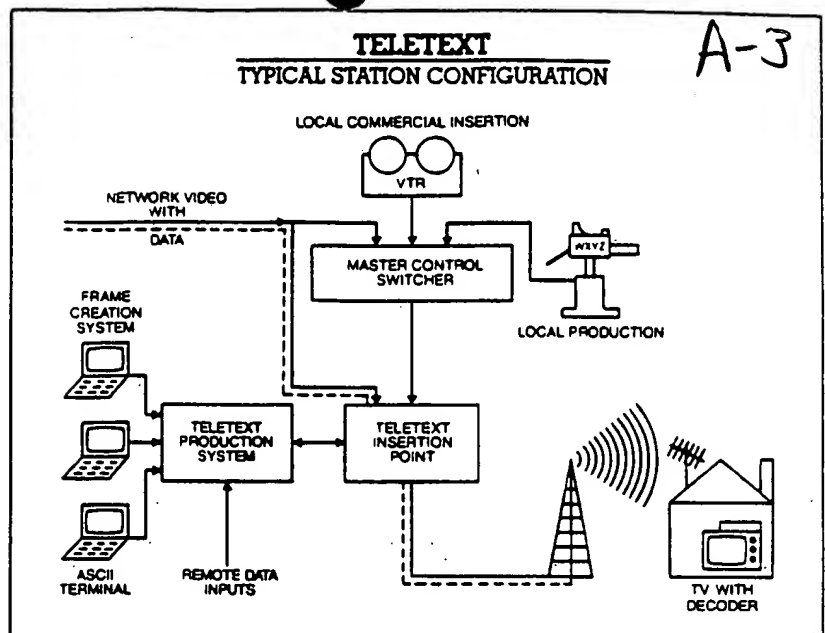 TELETEXT
TYPICAL STATION CONFIGURATION
A-3
LOCAL COMMERCIAL INSERTION
VTR
NETWORK VIDEO
WITH
DATA
MASTER CONTROL
SWITCHER
WXYZ
LOCAL PRODUCTION
FRAME
CREATION
SYSTEM
TELETEXT
PRODUCTION
SYSTEM
TELETEXT
INSERTION
POINT
ASCII
TERMINAL
REMOTE DATA
INPUTS
TV WITH
DECODER